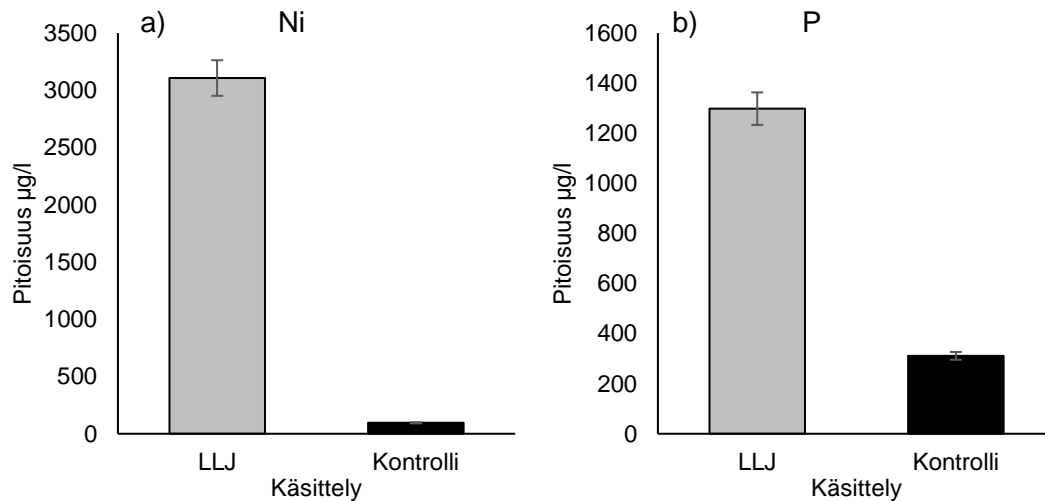 a) Ni
Pitoisuus µg/l
3500
3000
2500
2000
1500
1000
500
0
LLJ Kontrolli
Käsittely
b) P
Pitoisuus µg/l
1600
1400
1200
1000
800
600
400
200
0
LLJ Kontrolli
Käsittely